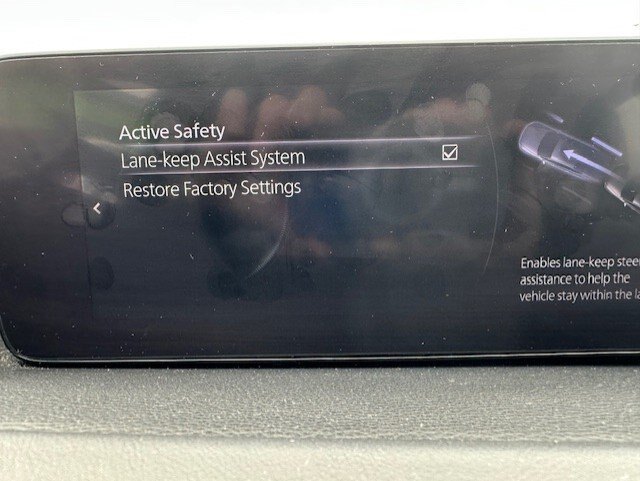 Active Safety
Lane-keep Assist System
Restore Factory Settings
Enables lane-keep
assistance to help the
vehicle stay within the